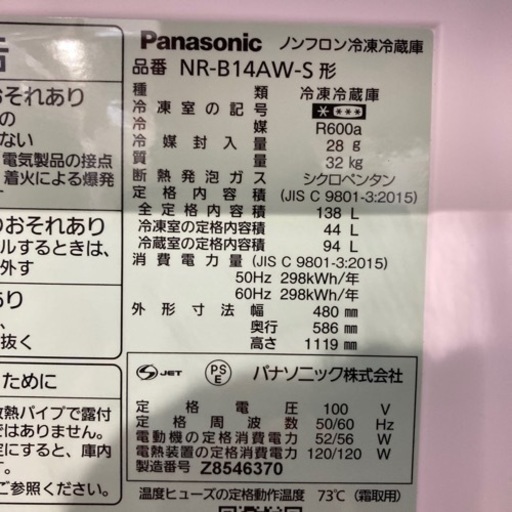 Panasonic ノンフロン冷凍冷蔵庫
品番 NR-B14AW-S 形
種類 冷凍冷蔵庫
冷凍室の記号
冷媒 R600a
冷媒封入量 28 g
質量 32 kg
断熱発泡ガス シクロペンタン
定格内容積 (JIS C 9801-3:2015)
全定格内容積 138 L
冷凍室の定格内容積 44 L
冷蔵室の定格内容積 94 L
消費電力量 (JIS C 9801-3:2015)
50Hz 298kWh/年
60Hz 298kWh/年
外形寸法 幅 480 mm
奥行 586 mm
高さ 1119 mm
S JET PS E パナソニック株式会社
定格電圧 100 V
定格周波数 50/60 Hz
電動機の定格消費電力 52/56 W
電熱装置の定格消費電力 120/120 W
製造番号 Z8546370
温度ヒューズの定格動作温度 73℃(霜取用)
告
おそれあり
の
ない
電気製品の接点
着火による爆発
のおそれあり
ルするときは、
外す
あり
、
抜く
ために
放熱パイプで露付
ではありません。
定にすると、庫内
ご参照ください。